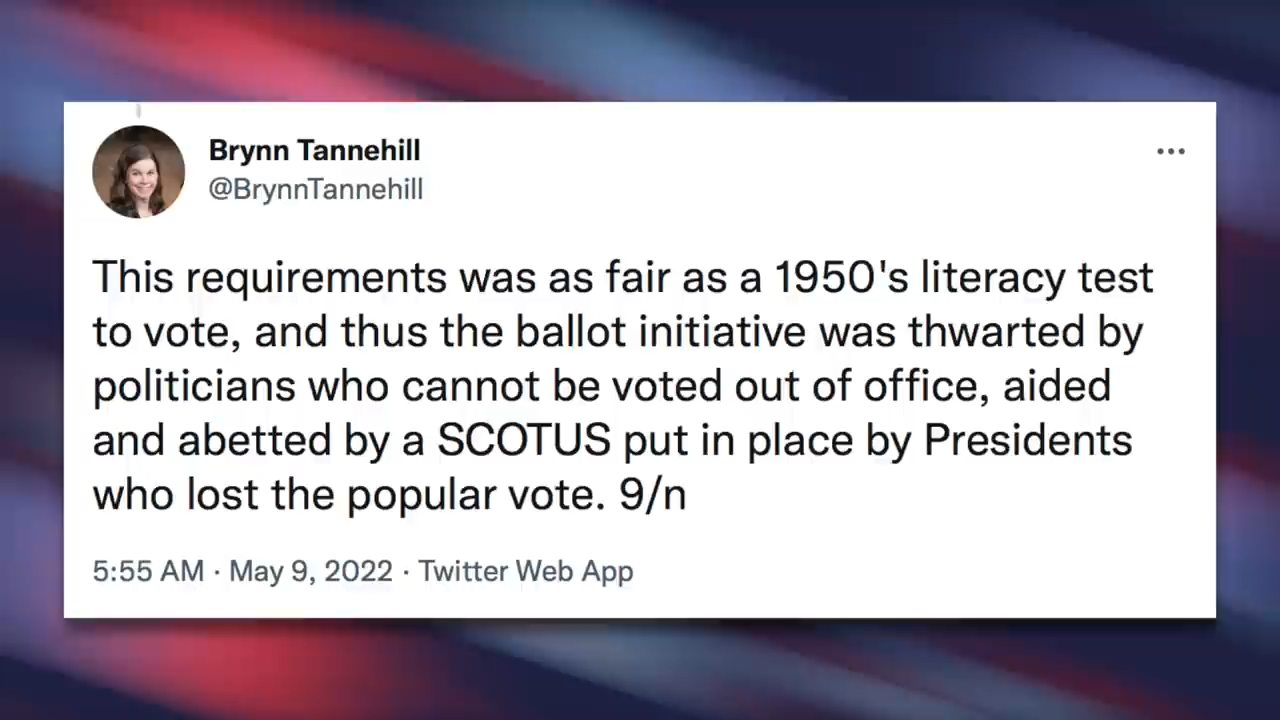 Brynn Tannehill
@BrynnTannehill
This requirements was as fair as a 1950's literacy test
to vote, and thus the ballot initiative was thwarted by
politicians who cannot be voted out of office, aided
and abetted by a SCOTUS put in place by Presidents
who lost the popular vote. 9/n
5:55 AM · May 9, 2022 · Twitter Web App